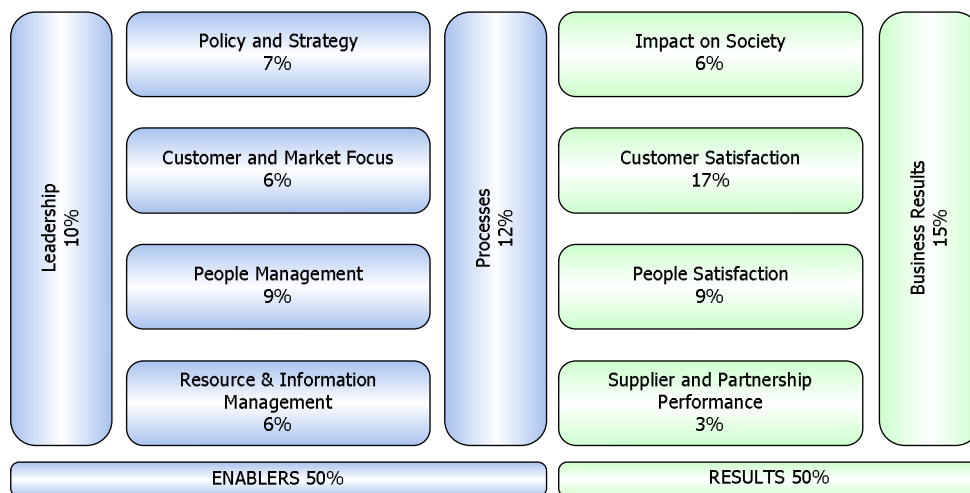 Leadership
10%
Policy and Strategy
7%
Customer and Market Focus
6%
People Management
9%
Resource & Information
Management
6%
Processes
12%
Impact on Society
6%
Customer Satisfaction
17%
People Satisfaction
9%
Supplier and Partnership
Performance
3%
Business Results
15%
ENABLERS 50%
RESULTS 50%